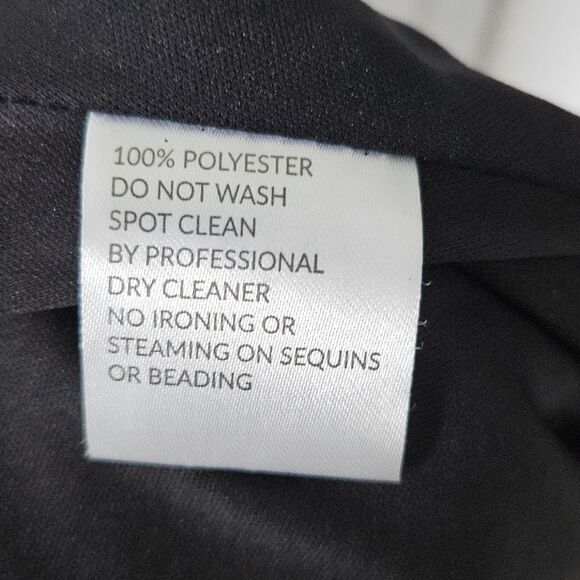 100% POLYESTER
DO NOT WASH
SPOT CLEAN
BY PROFESSIONAL
DRY CLEANER
NO IRONING OR
STEAMING ON SEQUINS
OR BEADING